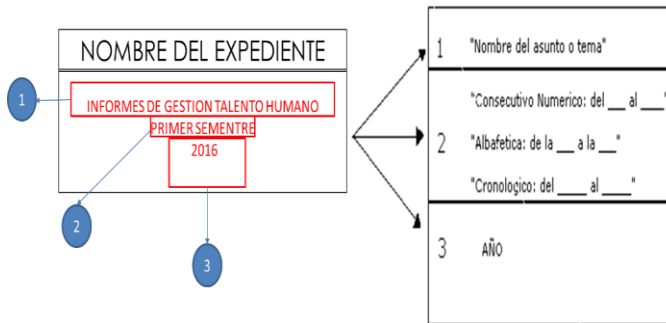 NOMBRE DEL EXPEDIENTE
INFORMES DE GESTION TALENTO HUMANO
PRIMER SEMENTRE
2016
1
2
3
1 "Nombre del asunto o tema"
"Consecutivo Numerico: del ___ al ____"
2 "Albafetica: de la ___ a la ___"
"Cronologico: del _____ al _____"
3 AÑO